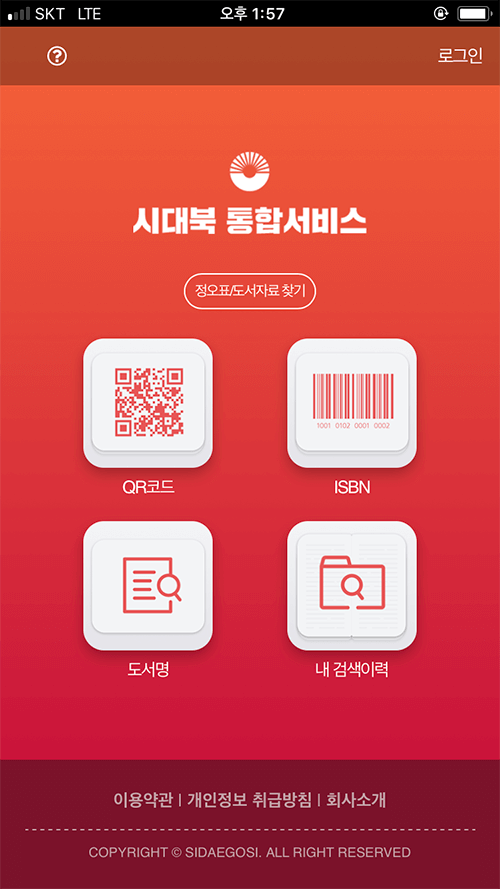 SKT LTE 오후 1:57
? 로그인
시대북 통합서비스
정오표/도서자료 찾기
1001 0102 0001 0002
QR코드 ISBN
도서명 내 검색이력
이용약관 | 개인정보 취급방침 | 회사소개
COPYRIGHT © SIDAEGOSI. ALL RIGHT RESERVED